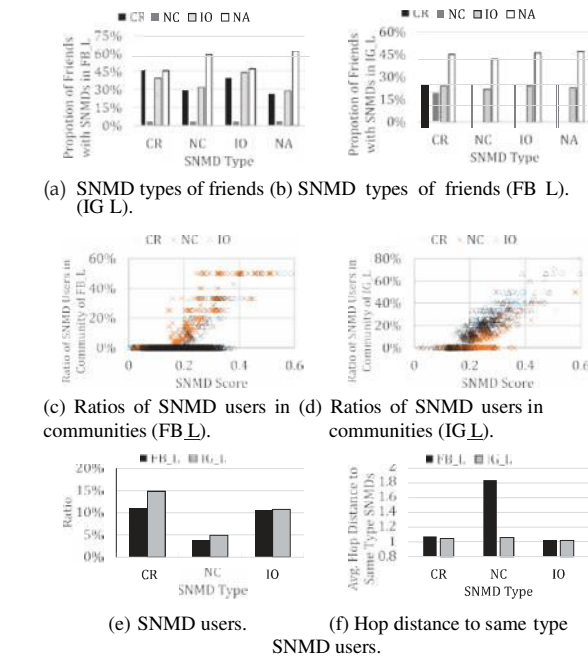 CR NC IO NA
75%
60%
45%
30%
15%
0%
Propotion of Friends
with SNMDs in FB_L
CR NC IO NA
SNMD Type
CR NC IO NA
60%
45%
30%
15%
0%
Propotion of Friends
with SNMDs in IG_L
CR NC IO NA
SNMD Type
(a) SNMD types of friends (b) SNMD types of friends (FB L).
(IG L).
CR NC IO
60%
40%
20%
0%
Ratio of SNMD Users in
Community of FB_L
0 0.2 0.4 0.6
SNMD Score
CR NC IO
80%
60%
40%
20%
0%
Ratio of SNMD Users in
Community of IG_L
0 0.2 0.4 0.6
SNMD Score
(c) Ratios of SNMD users in (d) Ratios of SNMD users in
communities (FB L). communities (IG L).
FB_L IG_L
20%
15%
10%
5%
0%
Ratio
CR NC IO
SNMD Type
FB_L IG_L
2
1.8
1.6
1.4
1.2
1
0.8
Avg. Hop Distance to
Same Type SNMDs
CR NC IO
SNMD Type
(e) SNMD users. (f) Hop distance to same type
SNMD users.